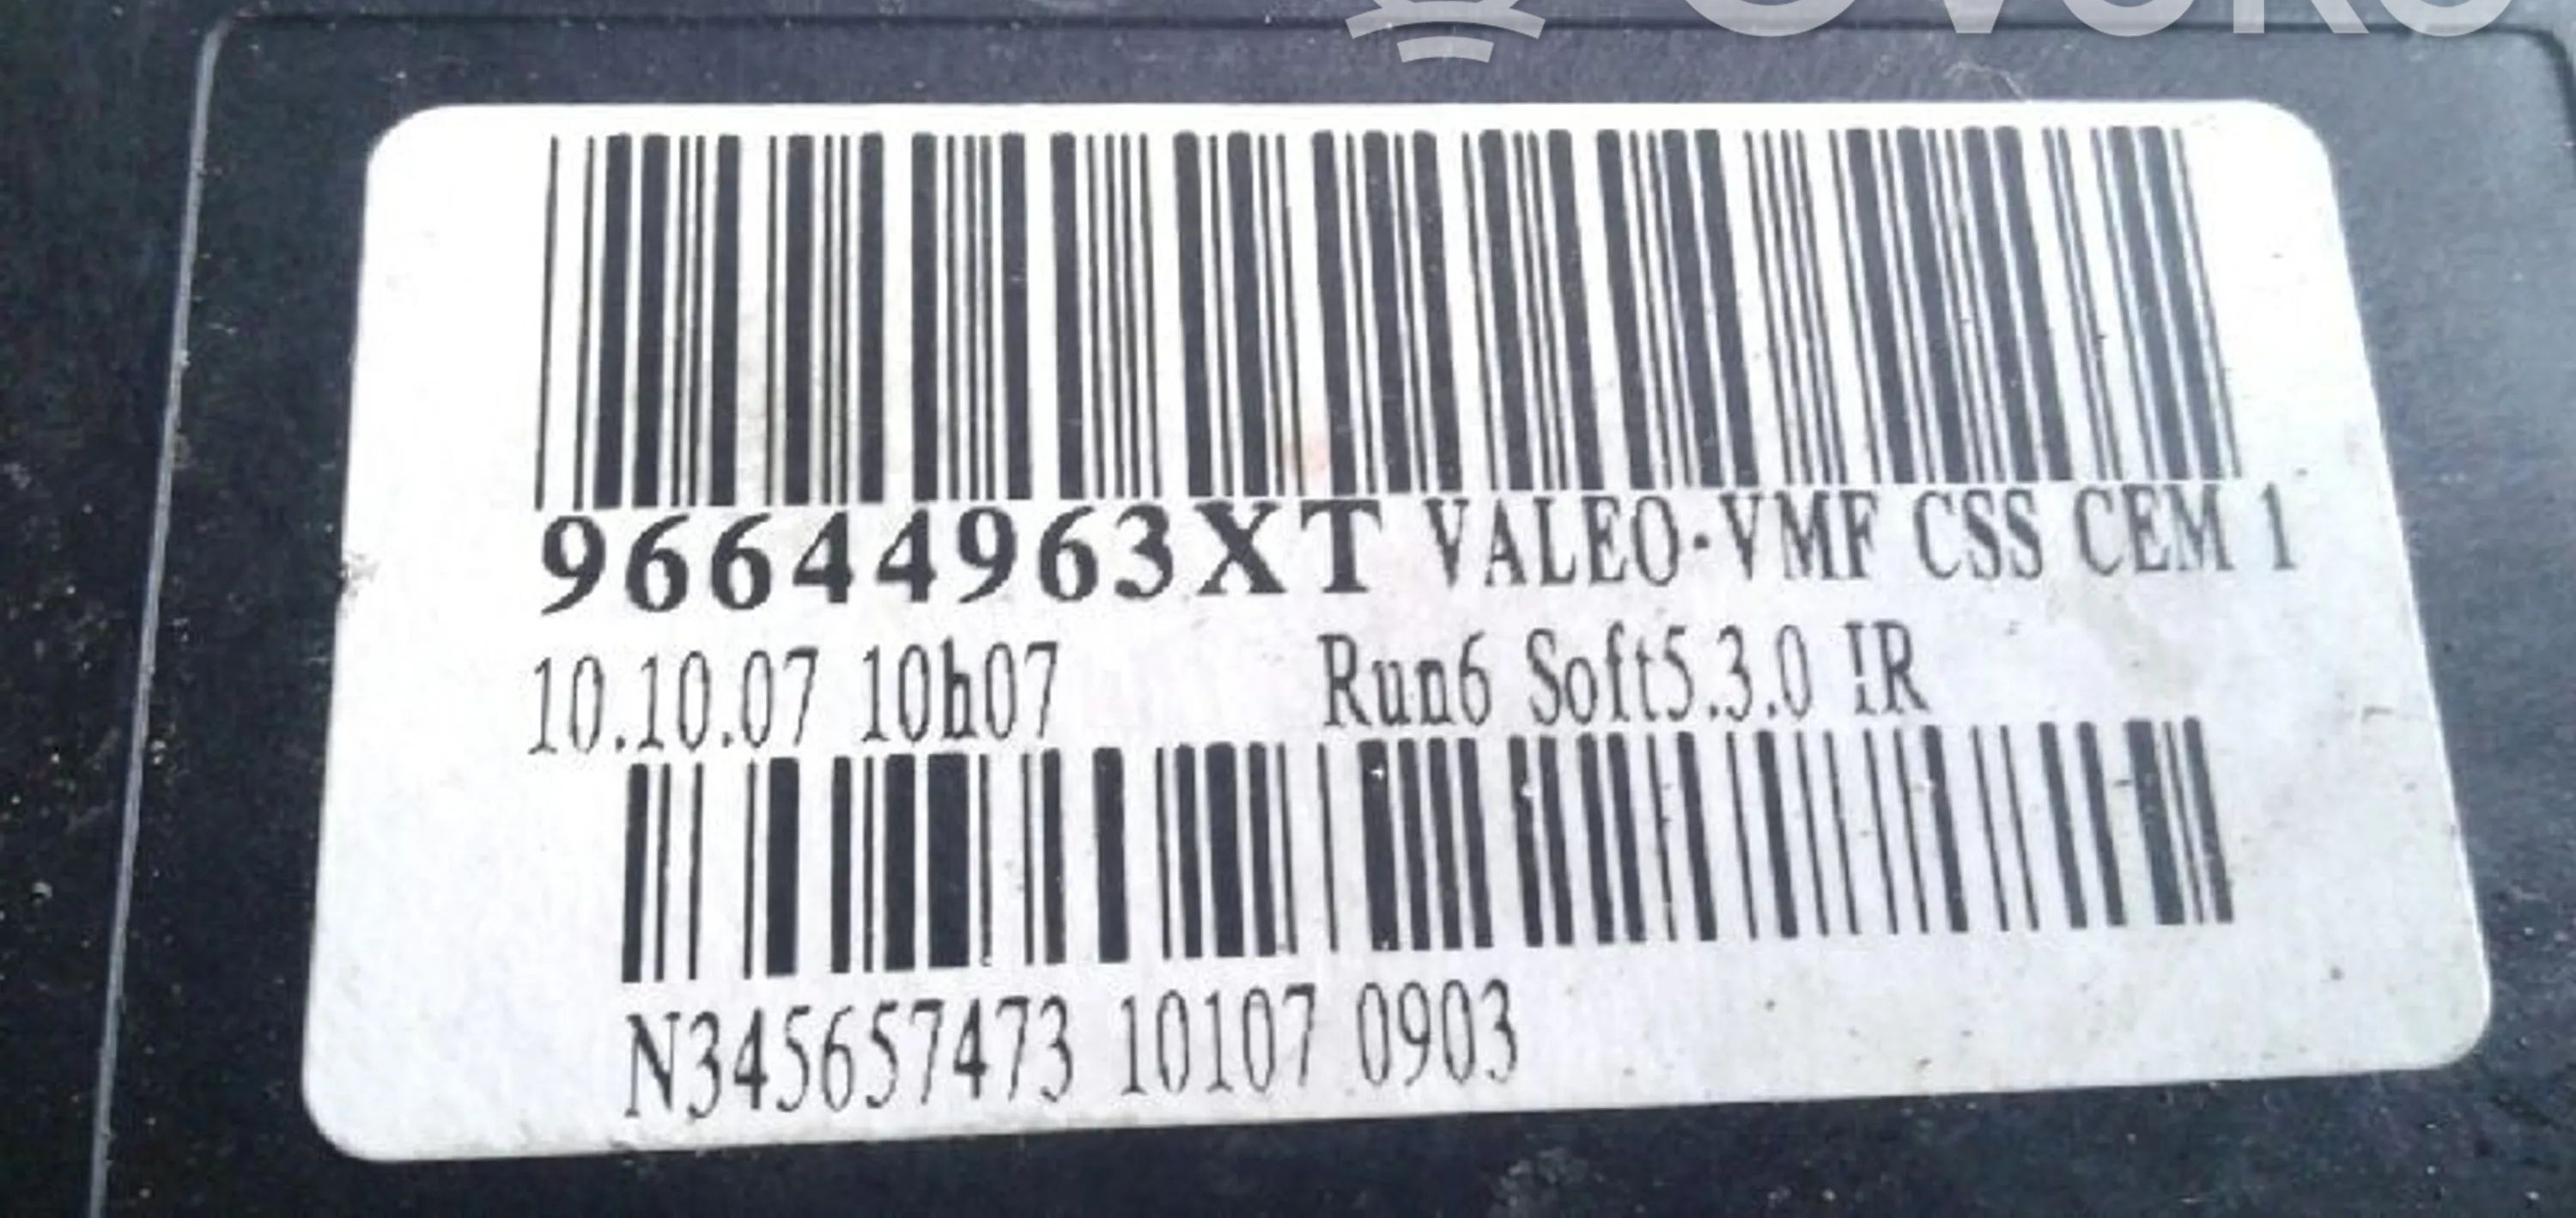 96644963XT VALEO-VMF CSS CEM 1
10.10.07 10h07 Run6 Soft5.3.0 IR
N345657473 10107 0903